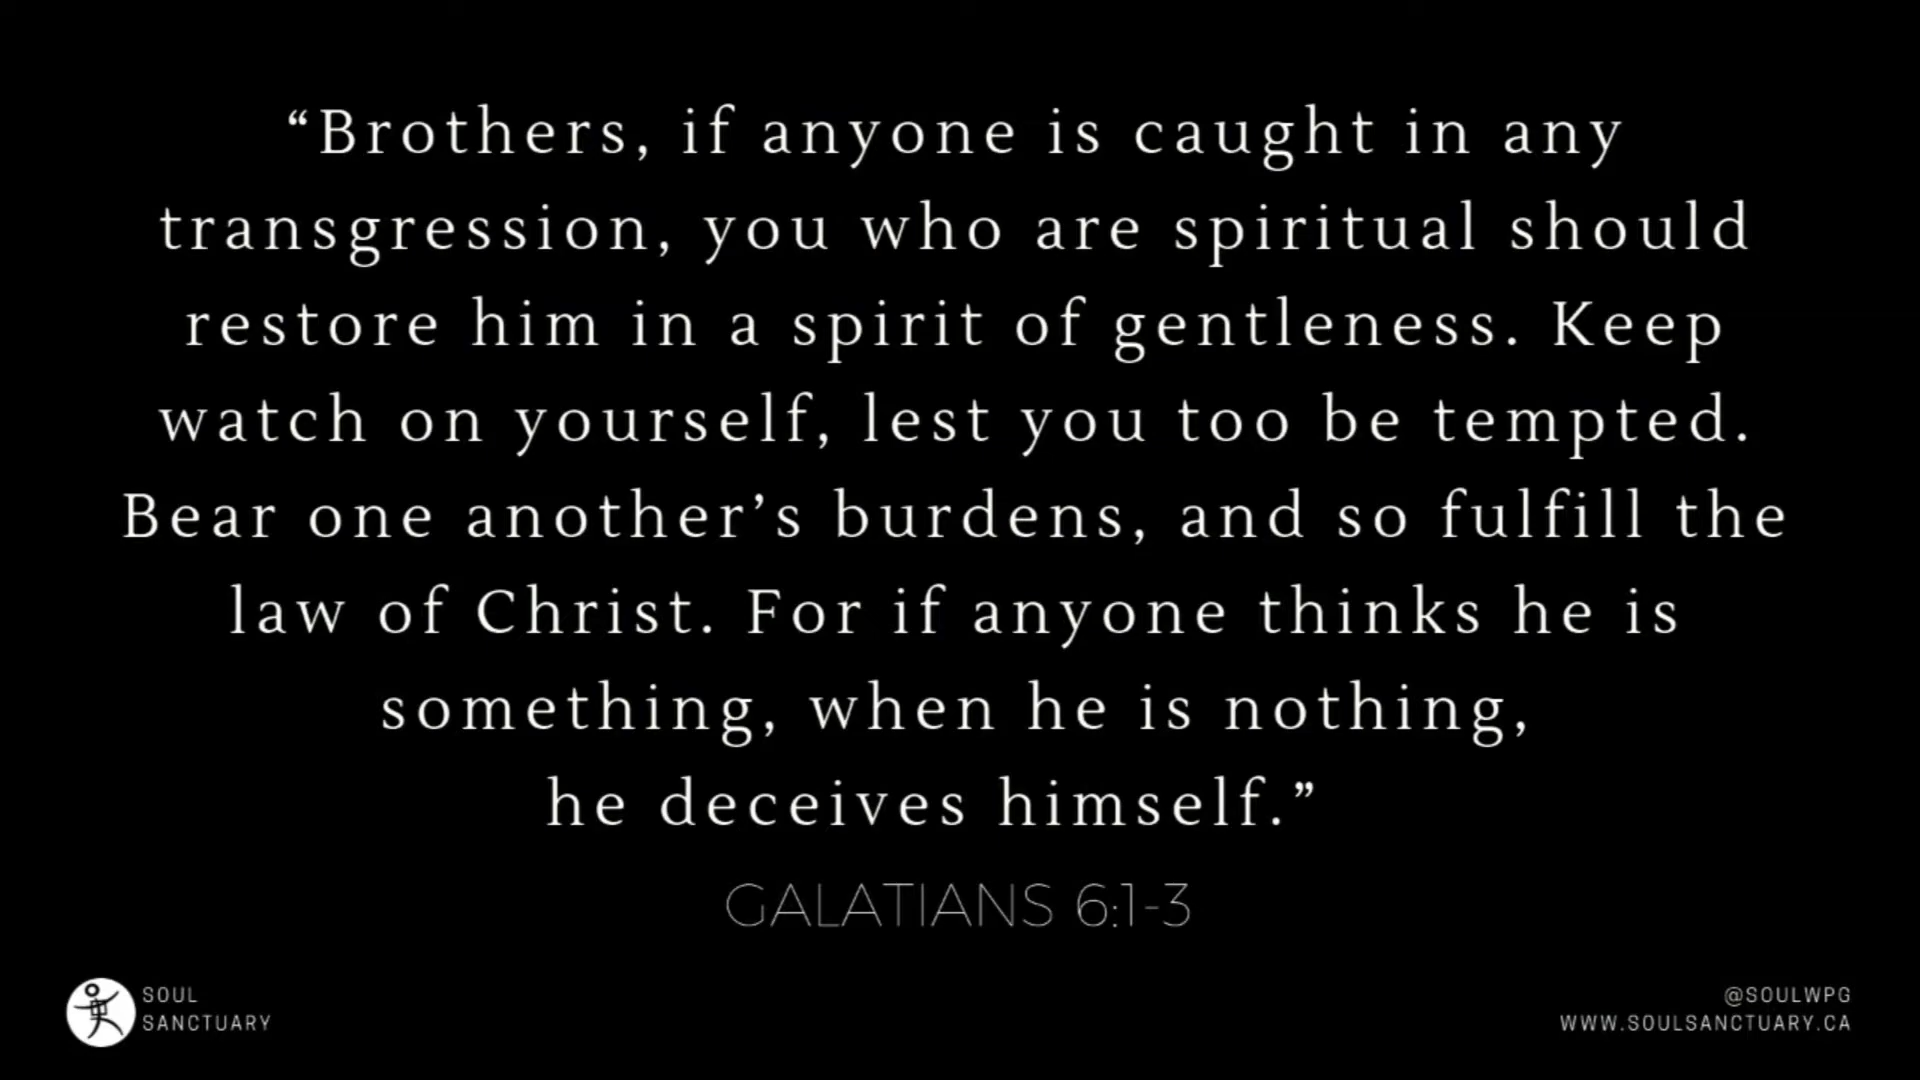 “Brothers, if anyone is caught in any
transgression, you who are spiritual should
restore him in a spirit of gentleness. Keep
watch on yourself, lest you too be tempted.
Bear one another’s burdens, and so fulfill the
law of Christ. For if anyone thinks he is
something, when he is nothing,
he deceives himself.”
GALATIANS 6:1-3
SOUL
SANCTUARY
@SOULWPG
WWW.SOULSANCTUARY.CA